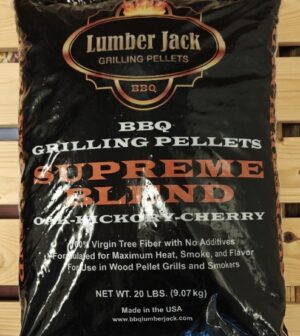 Lumber Jack
GRILLING PELLETS
BBQ
BBQ
GRILLING PELLETS
SUPREME
BLEND
OAK-HICKORY-CHERRY
100% Virgin Tree Fiber with No Additives
Formulated for Maximum Heat, Smoke, and Flavor
For Use in Wood Pellet Grills and Smokers
NET WT. 20 LBS. (9.07 kg)
Made in the USA
www.bbqlumberjack.com